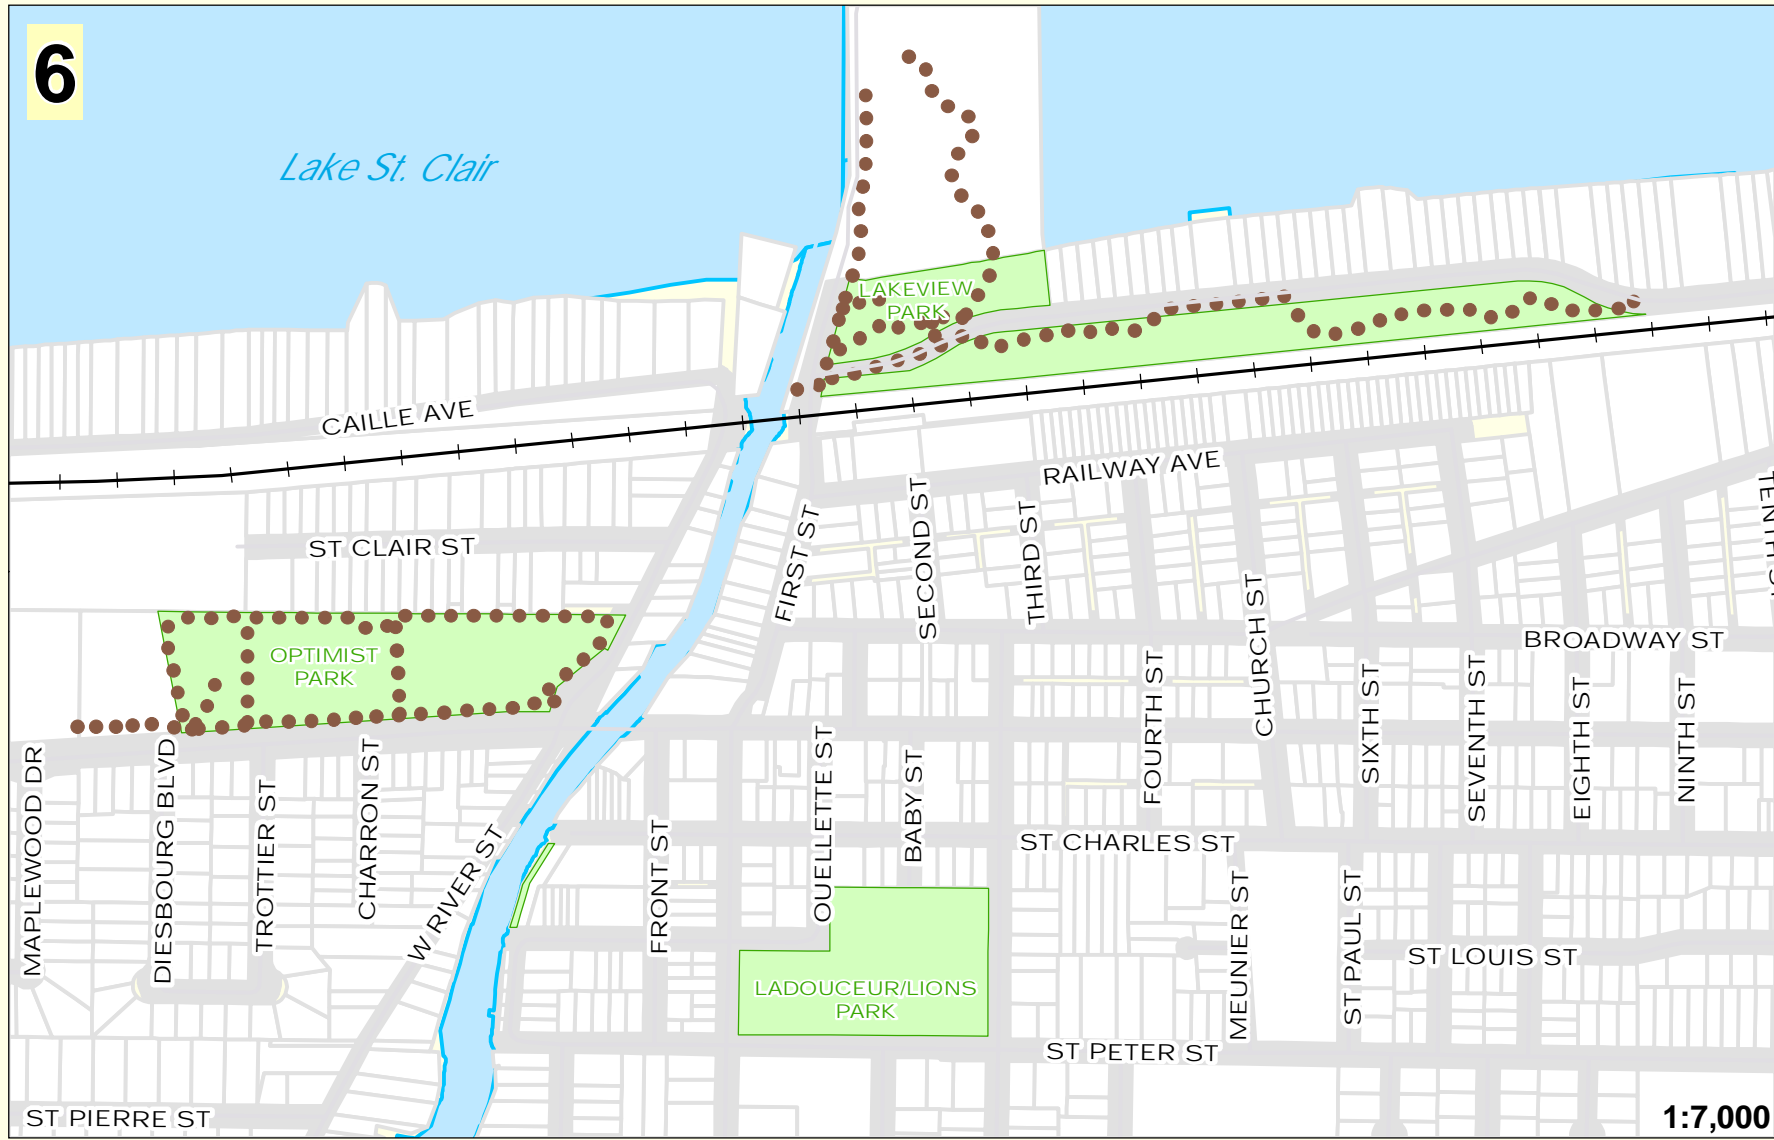 6
Lake St. Clair
LAKEVIEW
PARK
CAILLE AVE
RAILWAY AVE
ST CLAIR ST
FIRST ST
SECOND ST
THIRD ST
TENTH ST
CHURCH ST
BROADWAY ST
OPTIMIST
PARK
FOURTH ST
SIXTH ST
SEVENTH ST
EIGHTH ST
NINTH ST
MAPLEWOOD DR
DIESBOURG BLVD
TROTTIER ST
CHARRON ST
W RIVER ST
FRONT ST
OUELLETTE ST
BABY ST
ST CHARLES ST
MEUNIER ST
ST PAUL ST
ST LOUIS ST
LADOUCEUR/LIONS
PARK
ST PETER ST
ST PIERRE ST
1:7,000